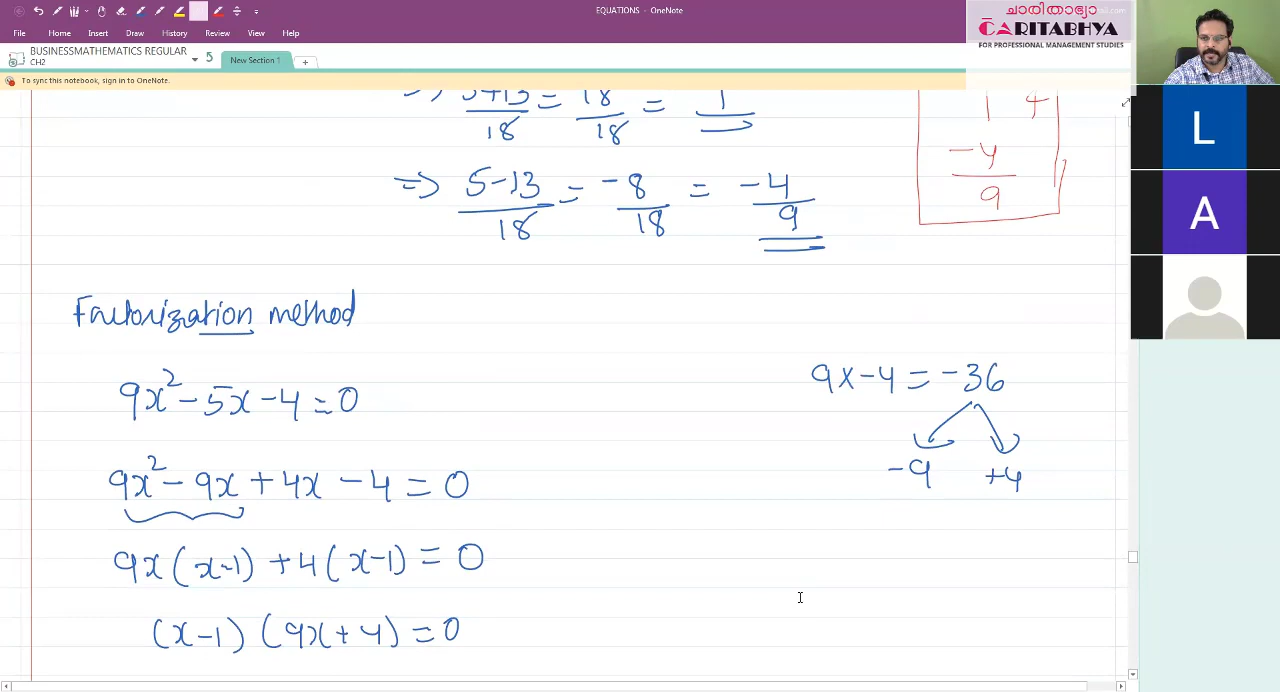 EQUATIONS - OneNote
File Home Insert Draw History Review View Help
ചാരിതാഭ്യാ
CARITABHYA
FOR PROFESSIONAL MANAGEMENT STUDIES
BUSINESSMATHEMATICS REGULAR
CH2
New Section 1
+
To sync this notebook, sign in to OneNote.
=> 5+13/18 = 18/18 = 1
1 4
-4/9
=> 5-13/18 = -8/18 = -4/9
L
A
Factorization method
9x² - 5x - 4 = 0
9x-4 = -36
-9 +4
9x² - 9x + 4x - 4 = 0
9x(x-1) + 4(x-1) = 0
(x-1) (9x+4) = 0